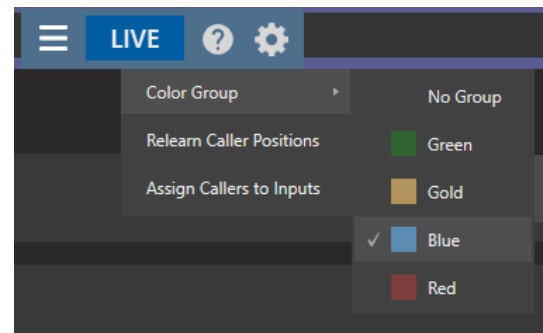 LIVE
Color Group
Relearn Caller Positions
Assign Callers to Inputs
No Group
Green
Gold
Blue
Red